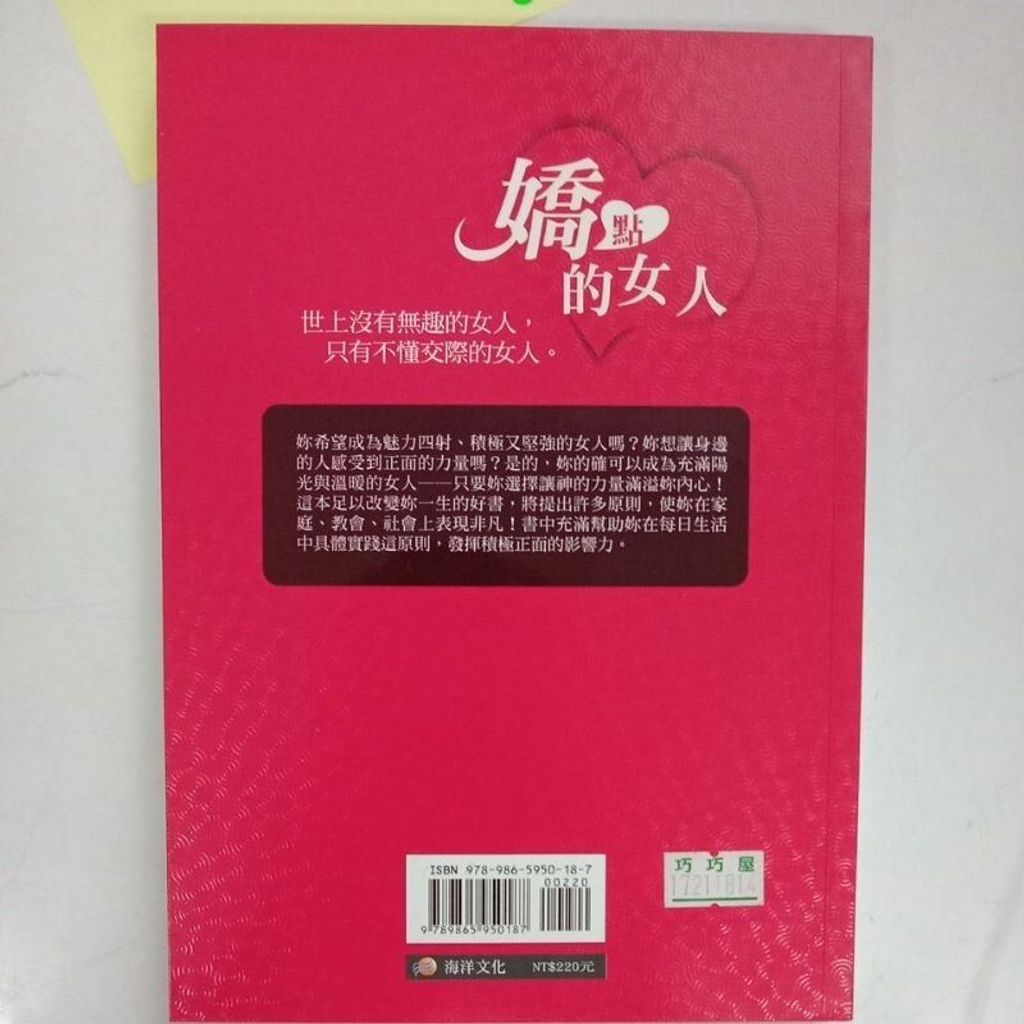 嬌點
的女人
世上沒有無趣的女人，
只有不懂交際的女人。
妳希望成為魅力四射、積極又堅強的女人嗎？妳想讓身邊
的人感受到正面的力量嗎？是的，妳的確可以成為充滿陽
光與溫暖的女人——只要妳選擇讓神的力量滿溢妳內心！
這本足以改變妳一生的好書，將提出許多原則，使妳在家
庭、教會、社會上表現非凡！書中充滿幫助妳在每日生活
中具體實踐這原則，發揮積極正面的影響力。
ISBN 978-986-5950-18-7
00220
9 789865 950187
巧巧屋
海洋文化 NT$220元